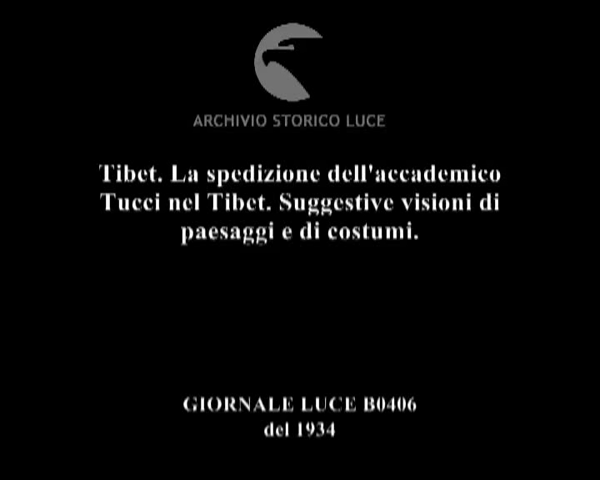 ARCHIVIO STORICO LUCE
Tibet. La spedizione dell'accademico
Tucci nel Tibet. Suggestive visioni di
paesaggi e di costumi.
GIORNALE LUCE B0406
del 1934